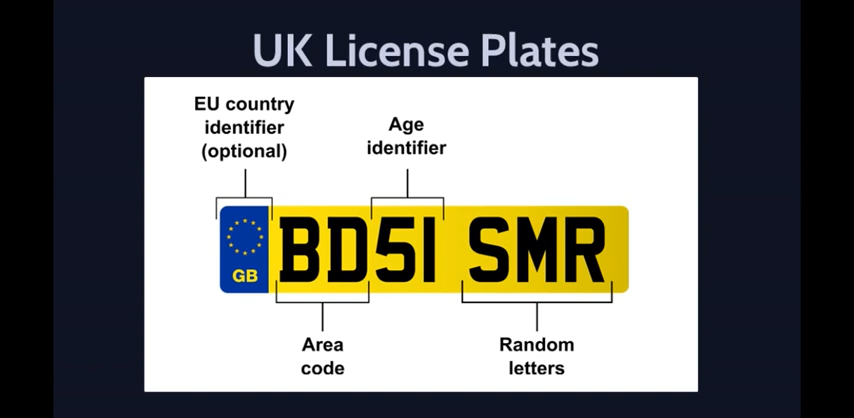 UK License Plates
EU country
identifier
(optional)
Age
identifier
GB
BD51 SMR
Area
code
Random
letters